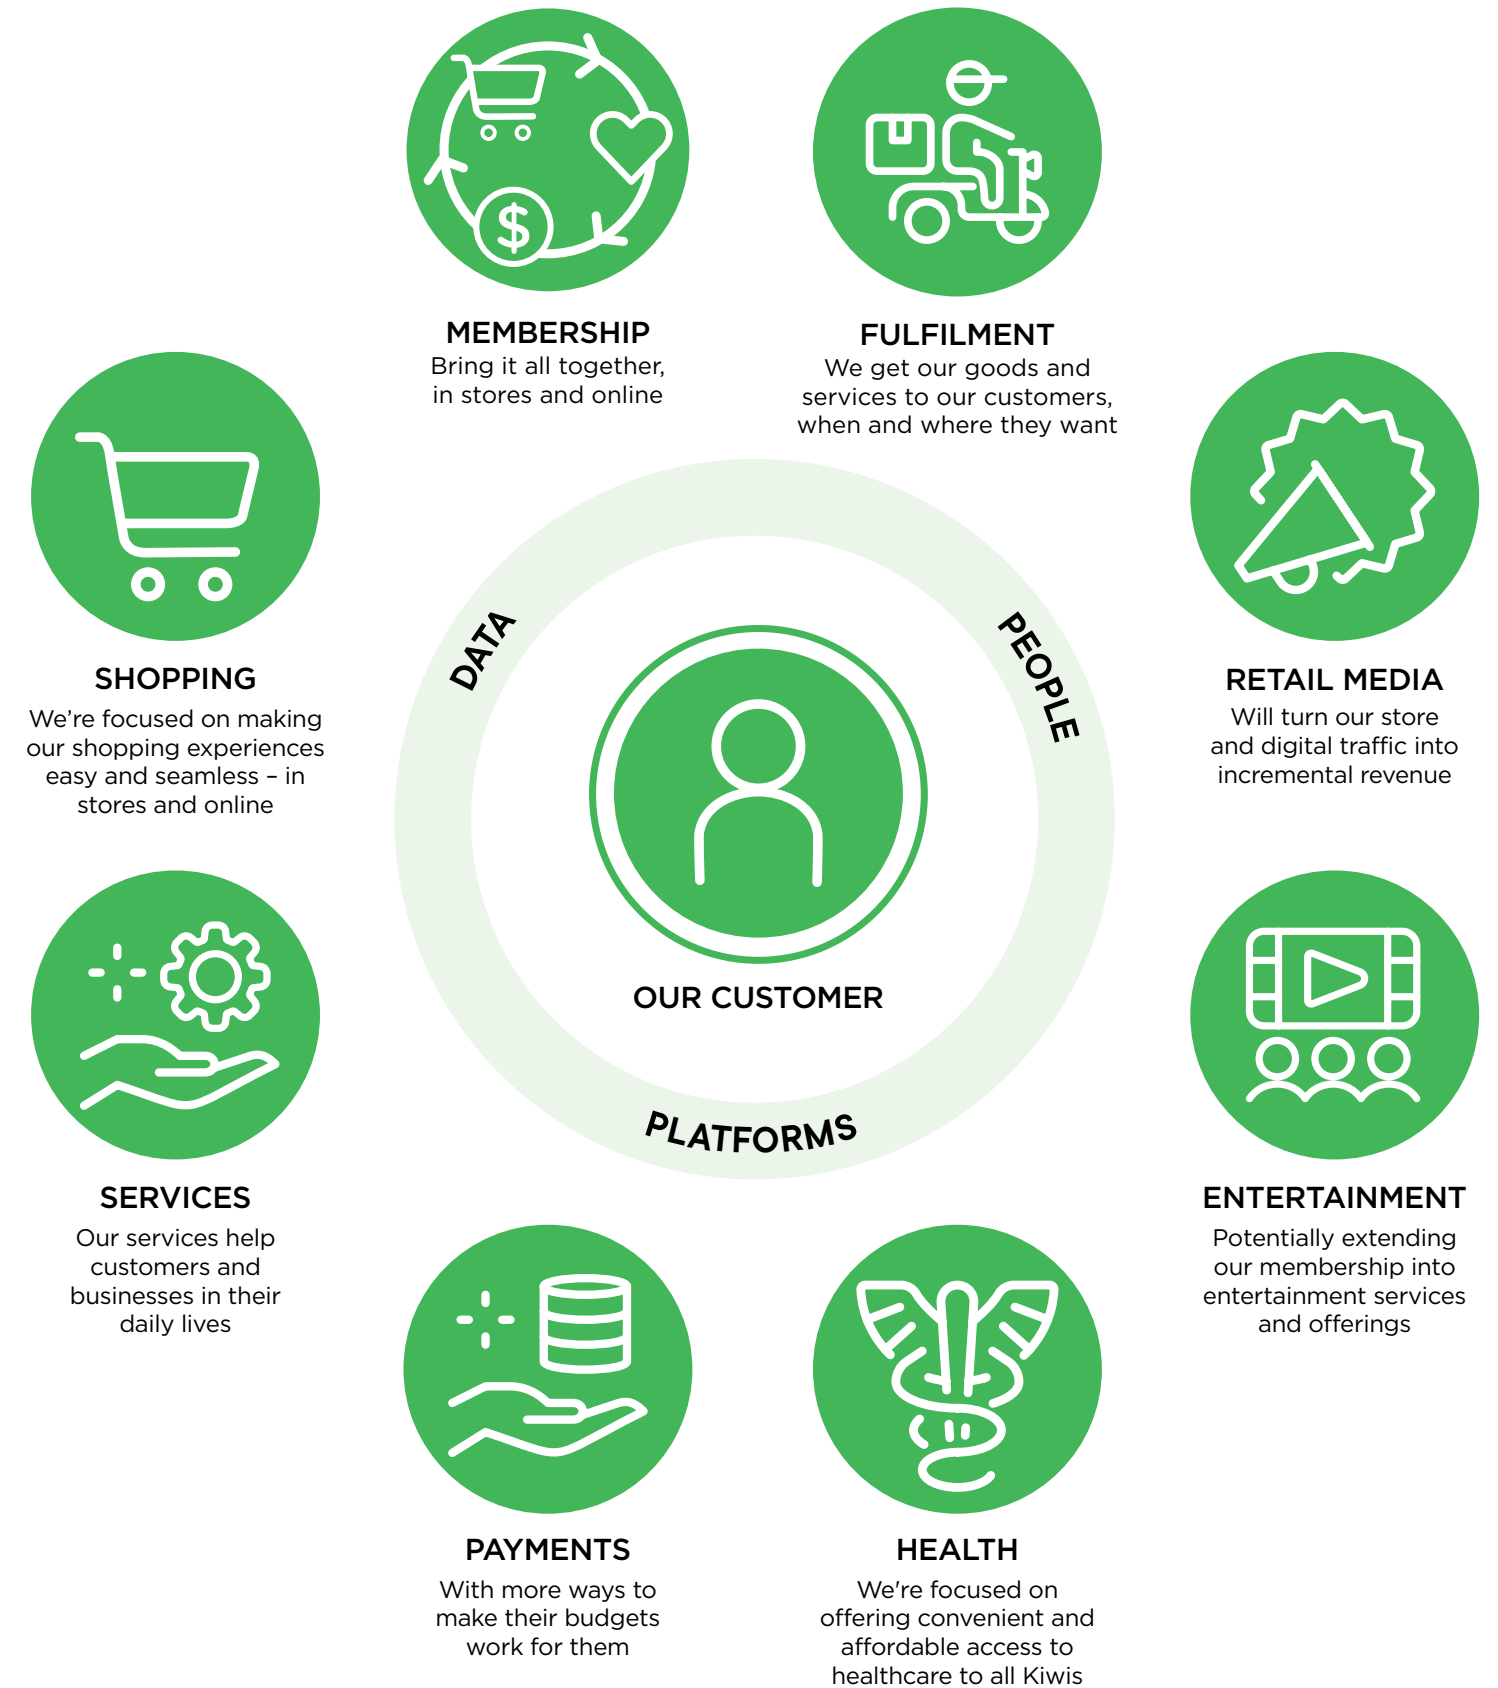 MEMBERSHIP
Bring it all together,
in stores and online
FULFILMENT
We get our goods and
services to our customers,
when and where they want
SHOPPING
We’re focused on making
our shopping experiences
easy and seamless – in
stores and online
RETAIL MEDIA
Will turn our store
and digital traffic into
incremental revenue
DATA
PEOPLE
PLATFORMS
OUR CUSTOMER
SERVICES
Our services help
customers and
businesses in their
daily lives
ENTERTAINMENT
Potentially extending
our membership into
entertainment services
and offerings
$
PAYMENTS
With more ways to
make their budgets
work for them
HEALTH
We're focused on
offering convenient and
affordable access to
healthcare to all Kiwis